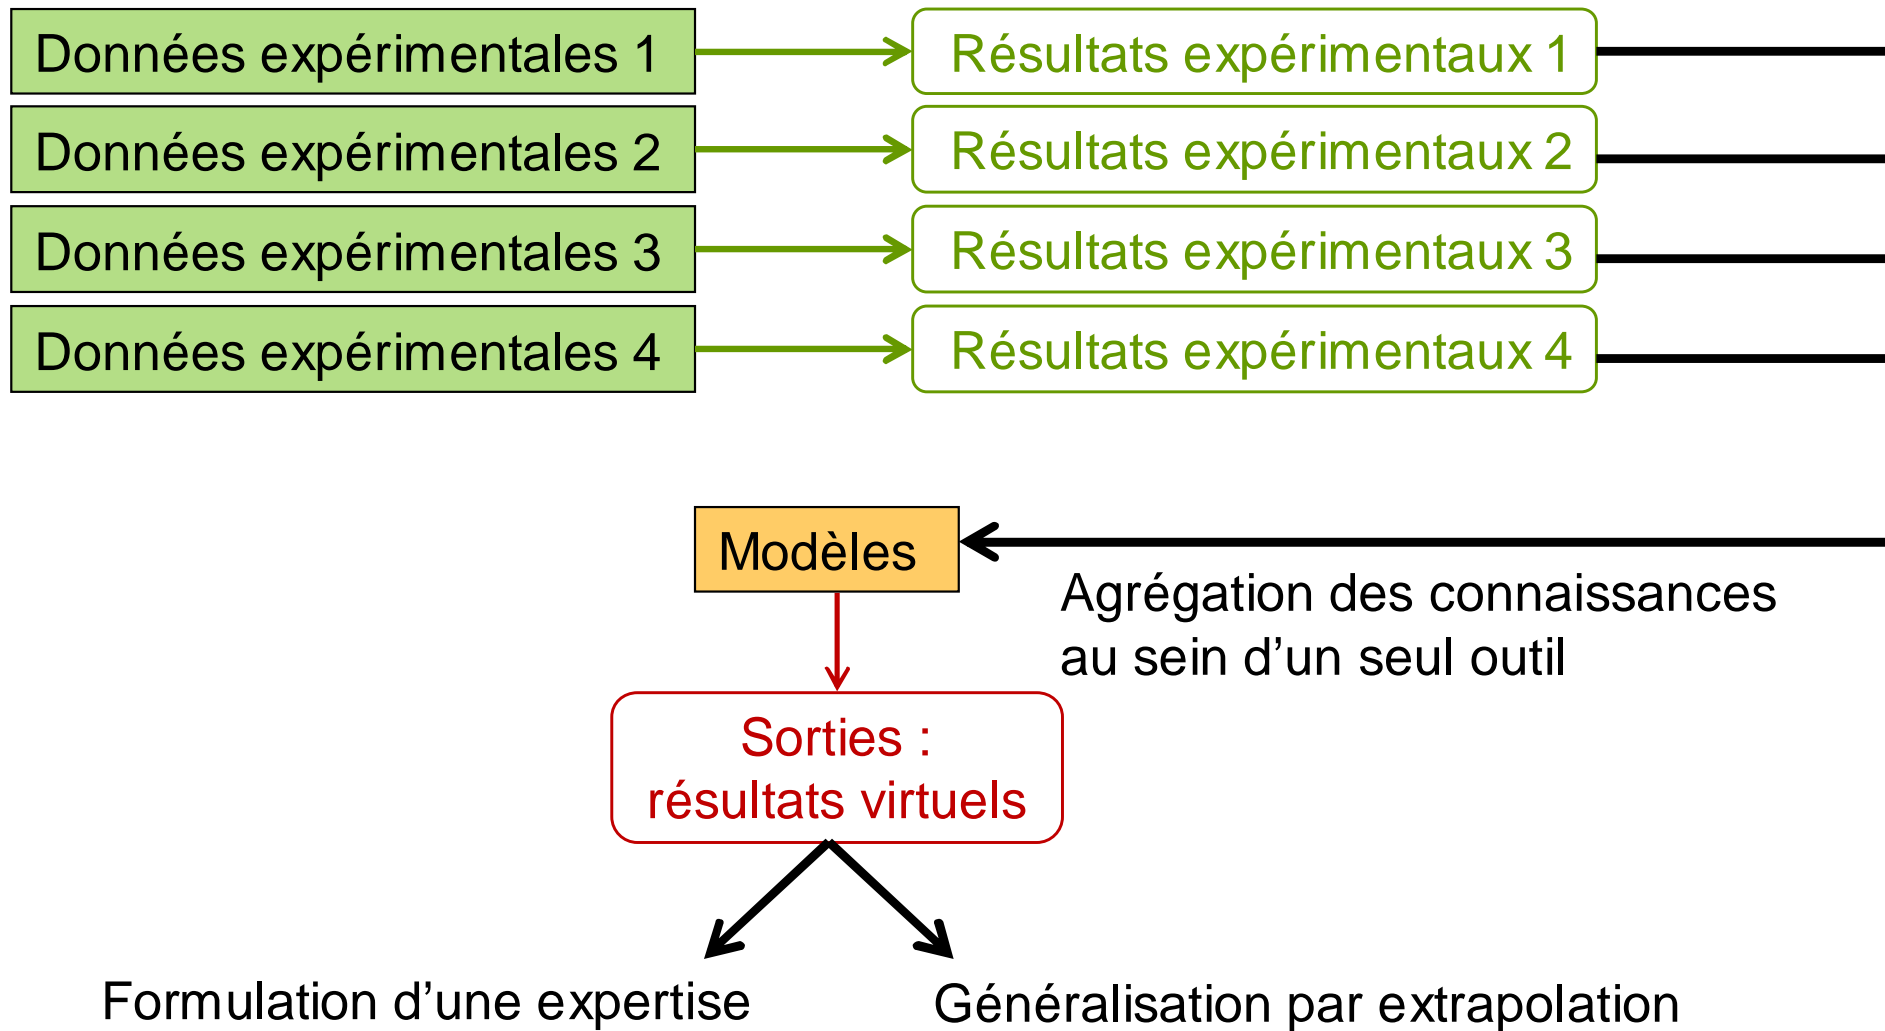 Données expérimentales 1
Résultats expérimentaux 1
Données expérimentales 2
Résultats expérimentaux 2
Données expérimentales 3
Résultats expérimentaux 3
Données expérimentales 4
Résultats expérimentaux 4
Modèles
Agrégation des connaissances
au sein d’un seul outil
Sorties :
résultats virtuels
Formulation d’une expertise
Généralisation par extrapolation